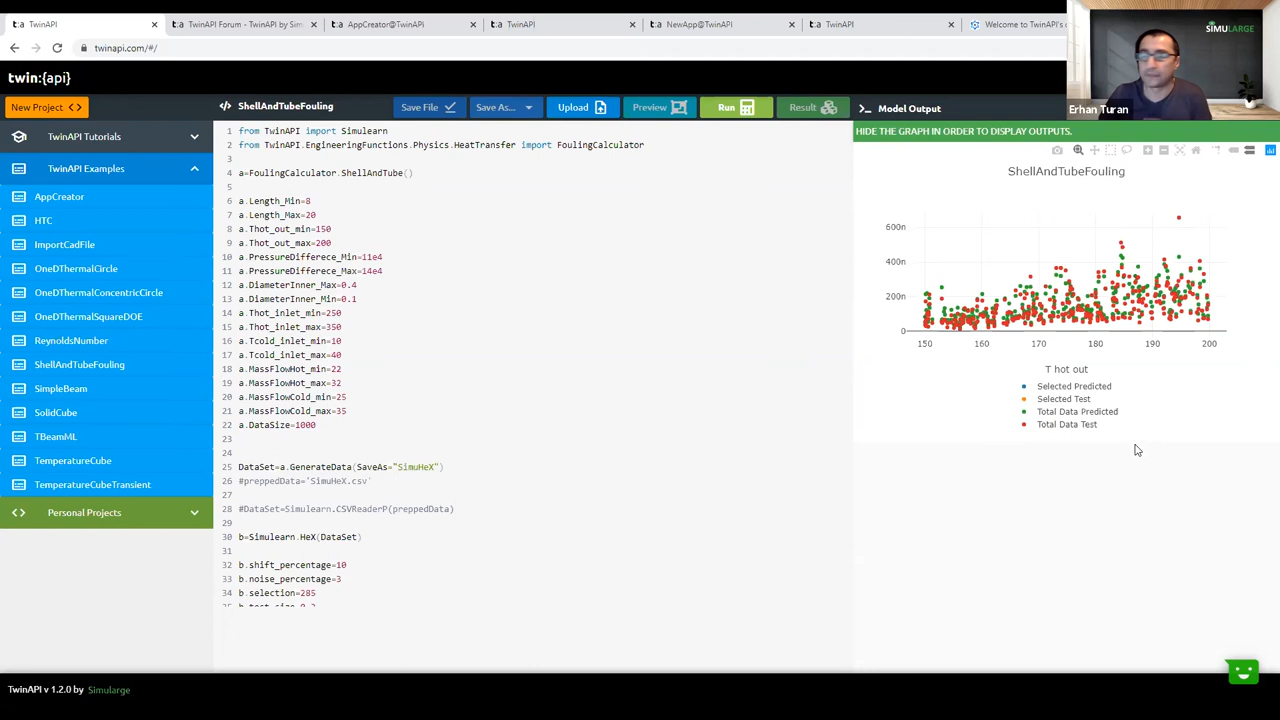 TwinAPI
TwinAPI Forum - TwinAPI by Sim
AppCreator@TwinAPI
TwinAPI
NewApp@TwinAPI
TwinAPI
Welcome to TwinAPI's
twinapi.com/#/
SIMULARGE
Erhan Turan
twin:{api}
New Project <>
</> ShellAndTubeFouling
Save File
Save As...
Upload
Preview
Run
Result
Model Output
TwinAPI Tutorials
TwinAPI Examples
AppCreator
HTC
ImportCadFile
OneDThermalCircle
OneDThermalConcentricCircle
OneDThermalSquareDOE
ReynoldsNumber
ShellAndTubeFouling
SimpleBeam
SolidCube
TBeamML
TemperatureCube
TemperatureCubeTransient
<> Personal Projects
1 from TwinAPI import Simulearn
2 from TwinAPI.EngineeringFunctions.Physics.HeatTransfer import FoulingCalculator
3
4 a=FoulingCalculator.ShellAndTube()
5
6 a.Length_Min=8
7 a.Length_Max=20
8 a.Thot_out_min=150
9 a.Thot_out_max=200
10 a.PressureDifferece_Min=11e4
11 a.PressureDifferece_Max=14e4
12 a.DiameterInner_Max=0.4
13 a.DiameterInner_Min=0.1
14 a.Thot_inlet_min=250
15 a.Thot_inlet_max=350
16 a.Tcold_inlet_min=10
17 a.Tcold_inlet_max=40
18 a.MassFlowHot_min=22
19 a.MassFlowHot_max=32
20 a.MassFlowCold_min=25
21 a.MassFlowCold_max=35
22 a.DataSize=1000
23
24
25 DataSet=a.GenerateData(SaveAs="SimuHeX")
26 #preppedData='SimuHeX.csv'
27
28 #DataSet=Simulearn.CSVReaderP(preppedData)
29
30 b=Simulearn.HeX(DataSet)
31
32 b.shift_percentage=10
33 b.noise_percentage=3
34 b.selection=285
HIDE THE GRAPH IN ORDER TO DISPLAY OUTPUTS.
ShellAndTubeFouling
600n
400n
200n
0
150 160 170 180 190 200
T hot out
Selected Predicted
Selected Test
Total Data Predicted
Total Data Test
TwinAPI v 1.2.0 by Simularge